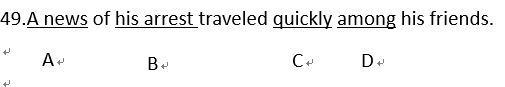 49.A news of his arrest traveled quickly among his friends.
A B C D